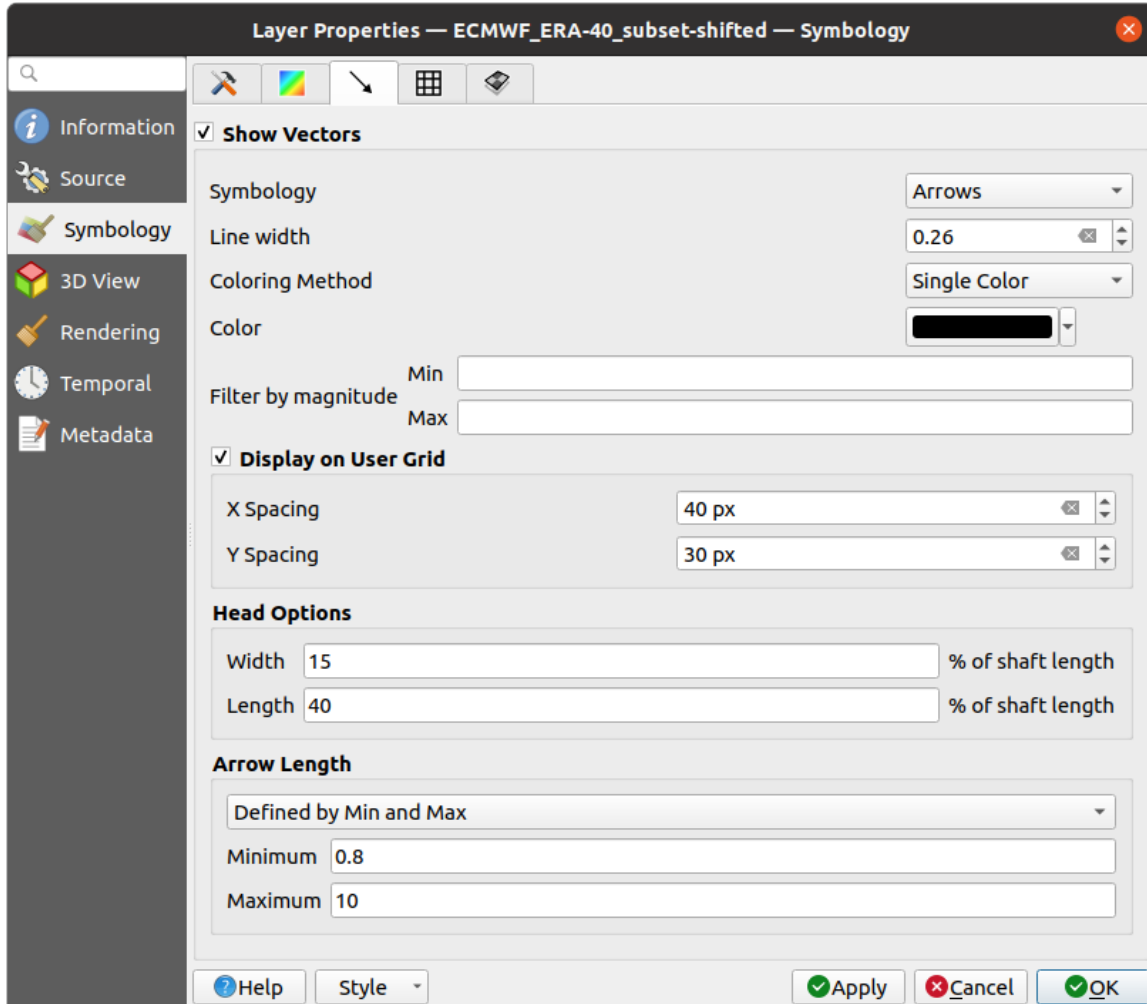 Layer Properties — ECMWF_ERA-40_subset-shifted — Symbology
Information
Source
Symbology
3D View
Rendering
Temporal
Metadata
Show Vectors
Symbology Arrows
Line width 0.26
Coloring Method Single Color
Color
Filter by magnitude
Min
Max
Display on User Grid
X Spacing 40 px
Y Spacing 30 px
Head Options
Width 15 % of shaft length
Length 40 % of shaft length
Arrow Length
Defined by Min and Max
Minimum 0.8
Maximum 10
Help Style Apply Cancel OK